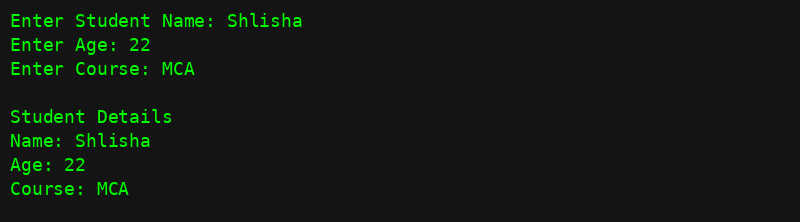 Enter Student Name: Shlisha
Enter Age: 22
Enter Course: MCA
Student Details
Name: Shlisha
Age: 22
Course: MCA